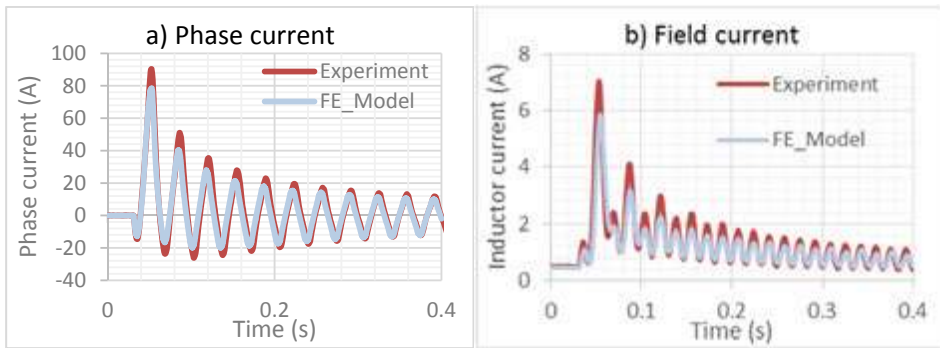 a) Phase current
Phase current (A)
100
80
60
40
20
0
-20
-40
Experiment
FE_Model
0
0.2
0.4
Time (s)
b) Field current
Inductor current (A)
8
6
4
2
0
Experiment
FE_Model
0
0.1
0.2
0.3
0.4
Time (s)